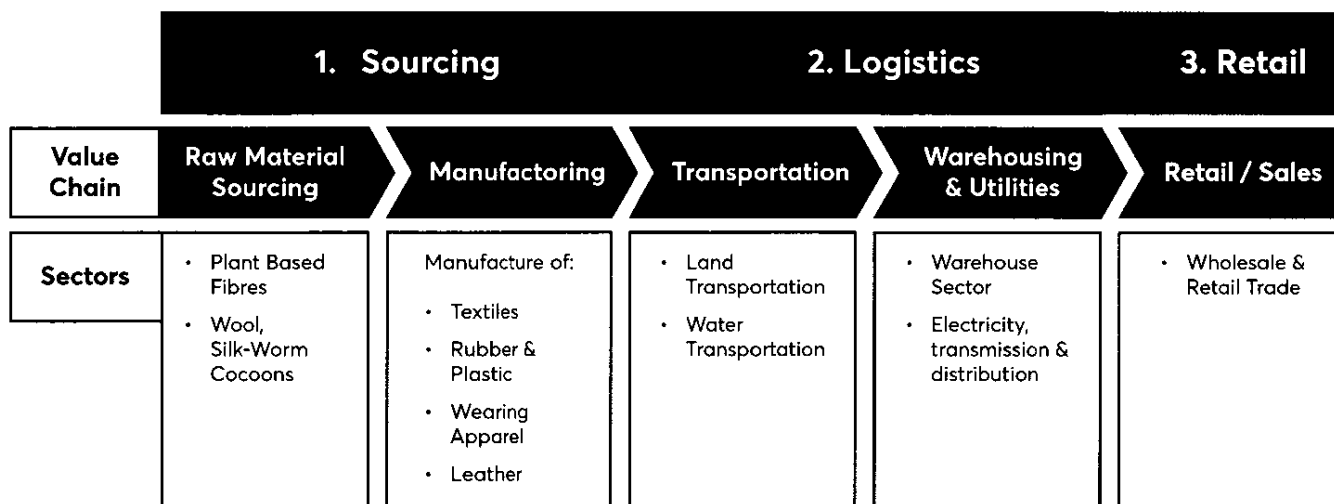 1. Sourcing
2. Logistics
3. Retail
Value
Chain
Raw Material
Sourcing
Manufactoring
Transportation
Warehousing
& Utilities
Retail / Sales
Sectors
• Plant Based
Fibres
• Wool,
Silk-Worm
Cocoons
Manufacture of:
• Textiles
• Rubber &
Plastic
• Wearing
Apparel
• Leather
• Land
Transportation
• Water
Transportation
• Warehouse
Sector
• Electricity,
transmission &
distribution
• Wholesale &
Retail Trade